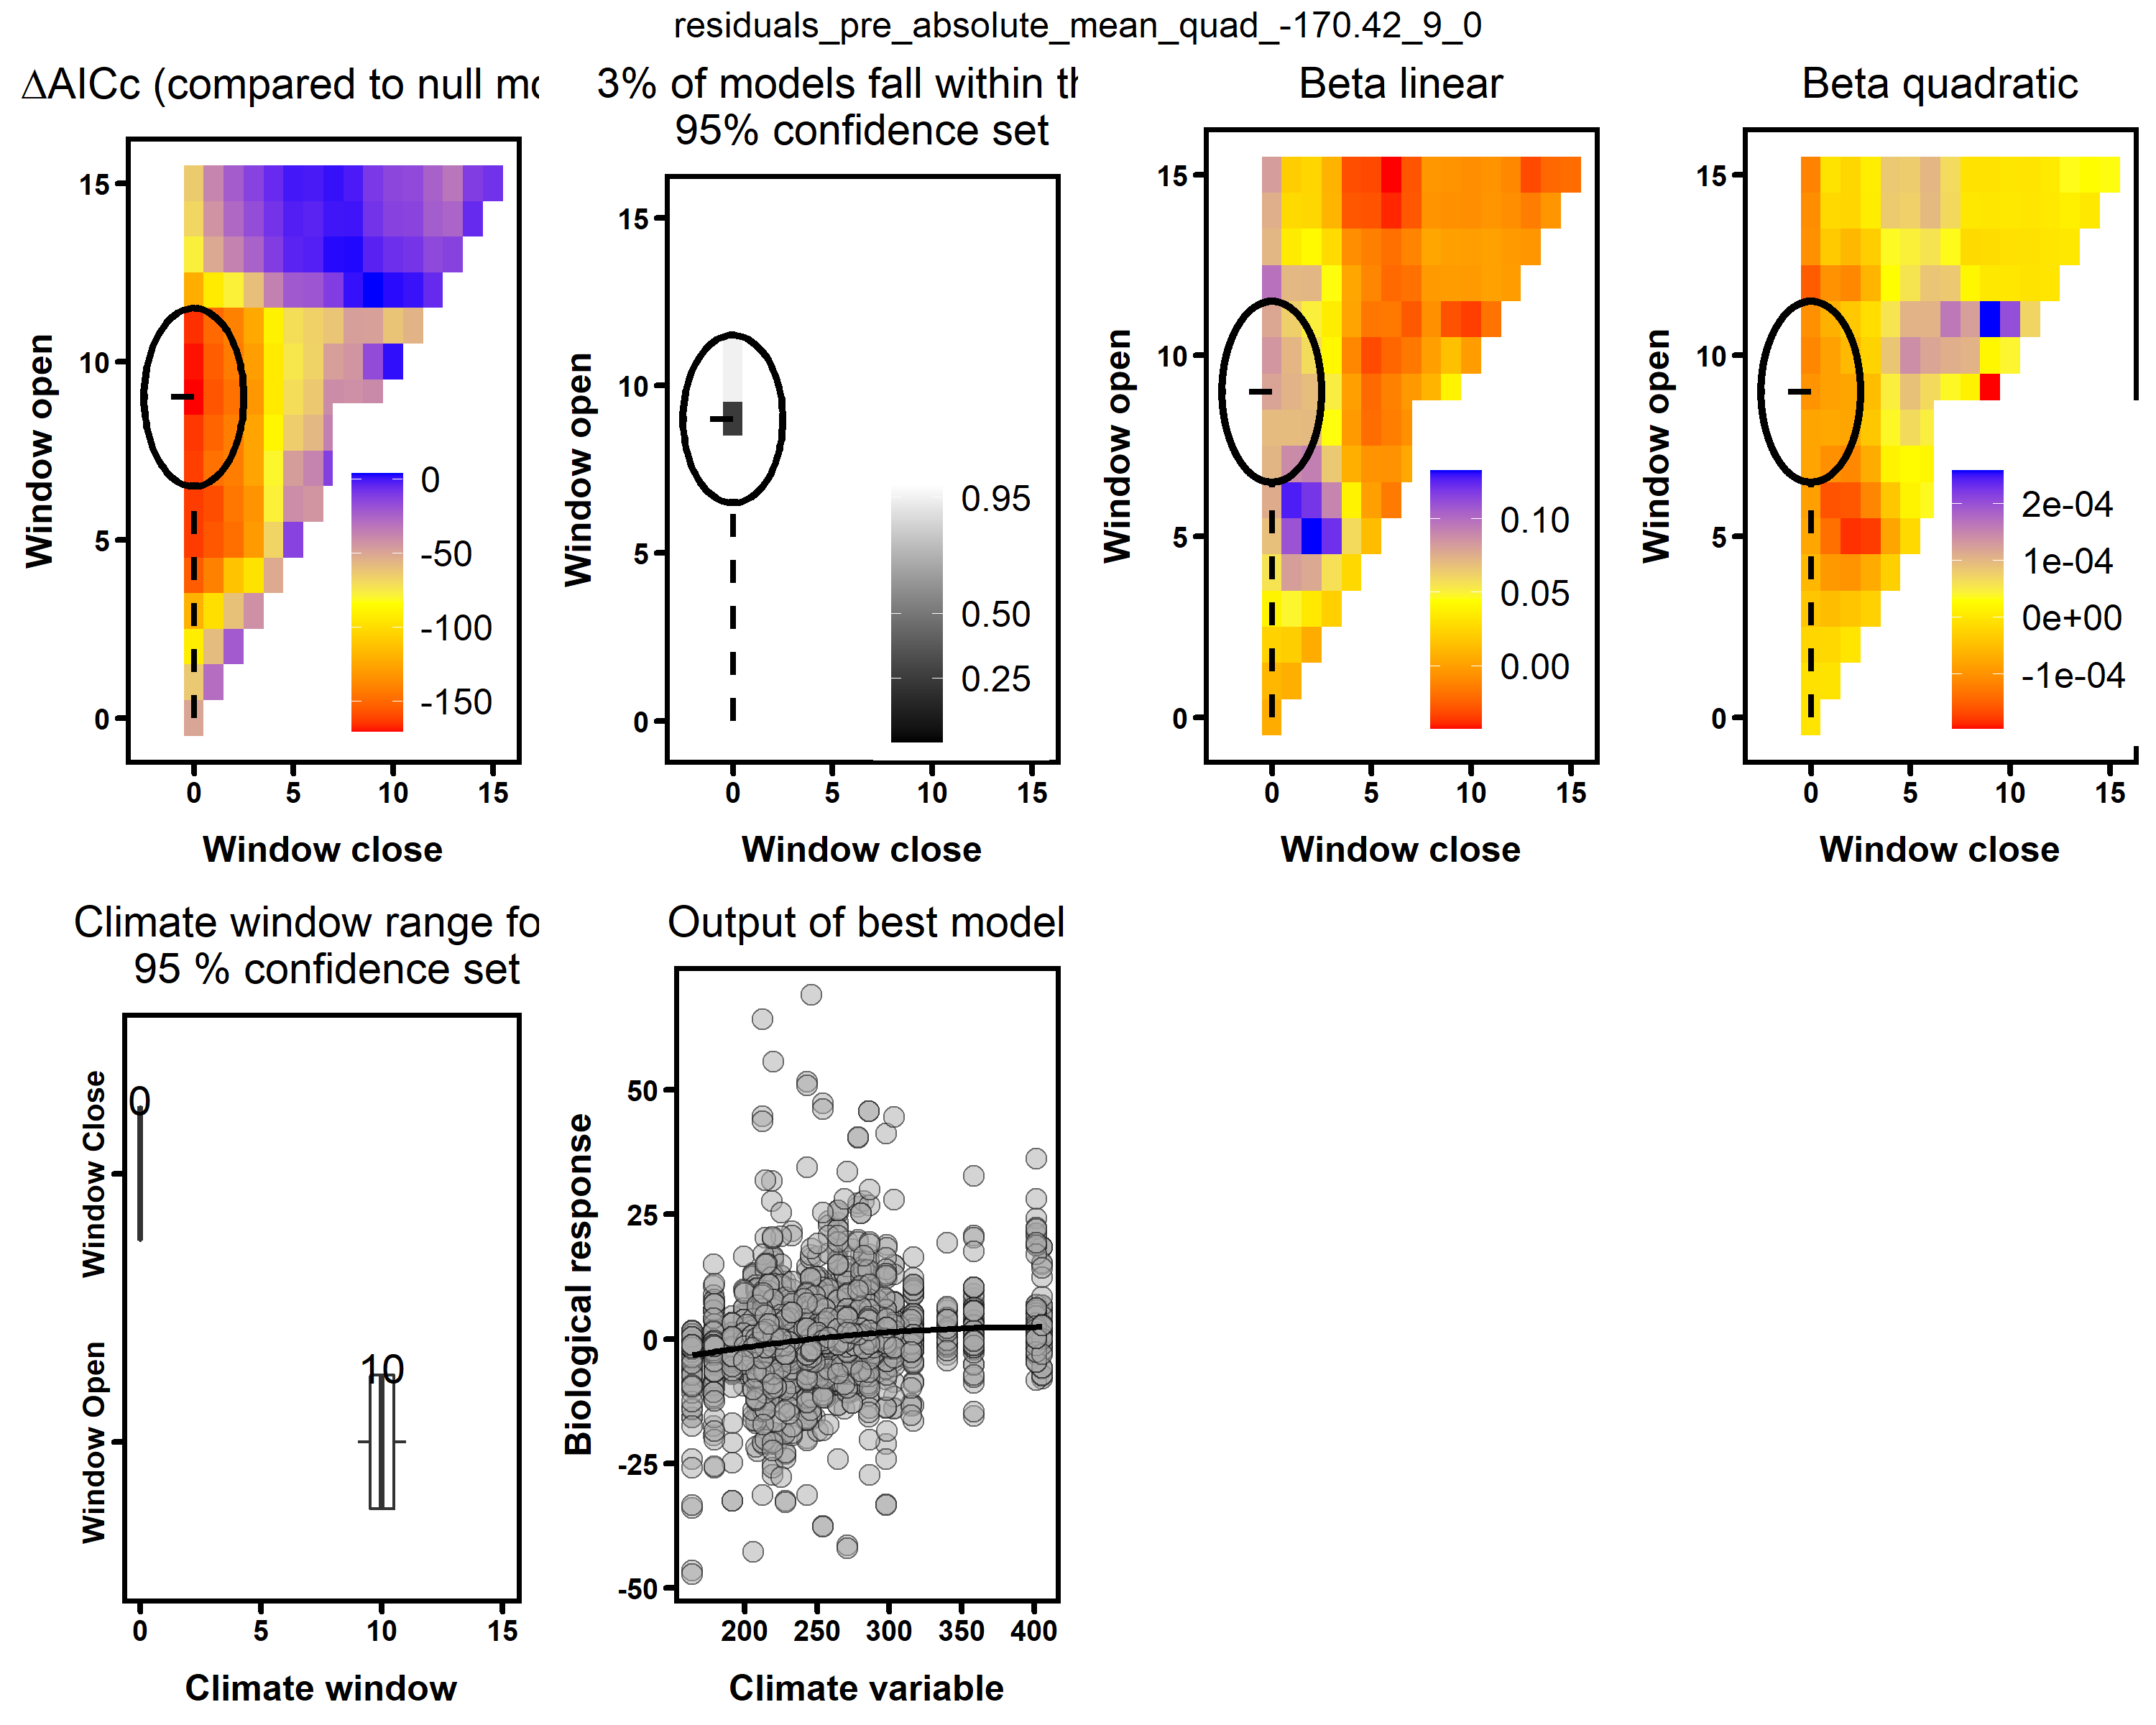 residuals_pre_absolute_mean_quad_-170.42_9_0
ΔAICc (compared to null mo
3% of models fall within th
95% confidence set
Beta linear
Beta quadratic
15
10
5
0
Window open
0
-50
-100
-150
0 5 10 15
Window close
15
10
5
0
Window open
0.95
0.50
0.25
0 5 10 15
Window close
15
10
5
0
Window open
0.10
0.05
0.00
0 5 10 15
Window close
15
10
5
0
Window open
2e-04
1e-04
0e+00
-1e-04
0 5 10 15
Window close
Climate window range fo
95 % confidence set
Window Close
Window Open
0
10
0 5 10 15
Climate window
Output of best model
Biological response
50
25
0
-25
-50
200 250 300 350 400
Climate variable